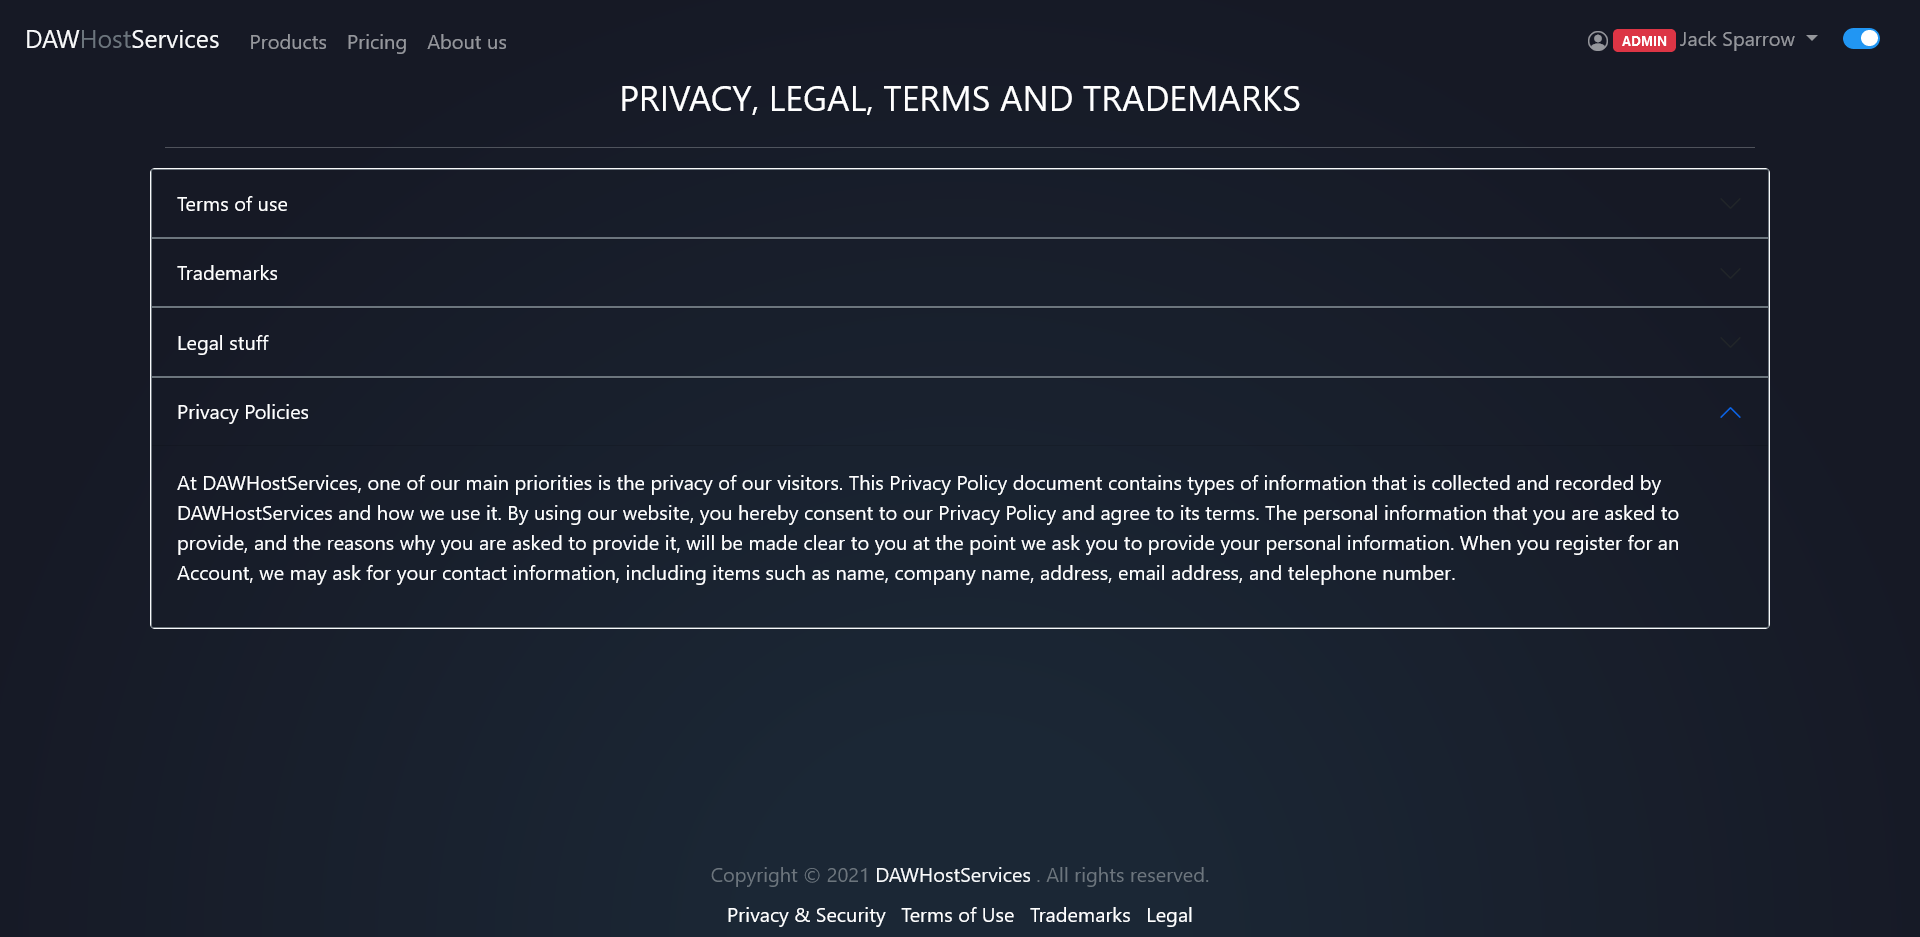 DAWHostServices Products Pricing About us ADMIN Jack Sparrow
PRIVACY, LEGAL, TERMS AND TRADEMARKS
Terms of use
Trademarks
Legal stuff
Privacy Policies
At DAWHostServices, one of our main priorities is the privacy of our visitors. This Privacy Policy document contains types of information that is collected and recorded by
DAWHostServices and how we use it. By using our website, you hereby consent to our Privacy Policy and agree to its terms. The personal information that you are asked to
provide, and the reasons why you are asked to provide it, will be made clear to you at the point we ask you to provide your personal information. When you register for an
Account, we may ask for your contact information, including items such as name, company name, address, email address, and telephone number.
Copyright © 2021 DAWHostServices . All rights reserved.
Privacy & Security Terms of Use Trademarks Legal